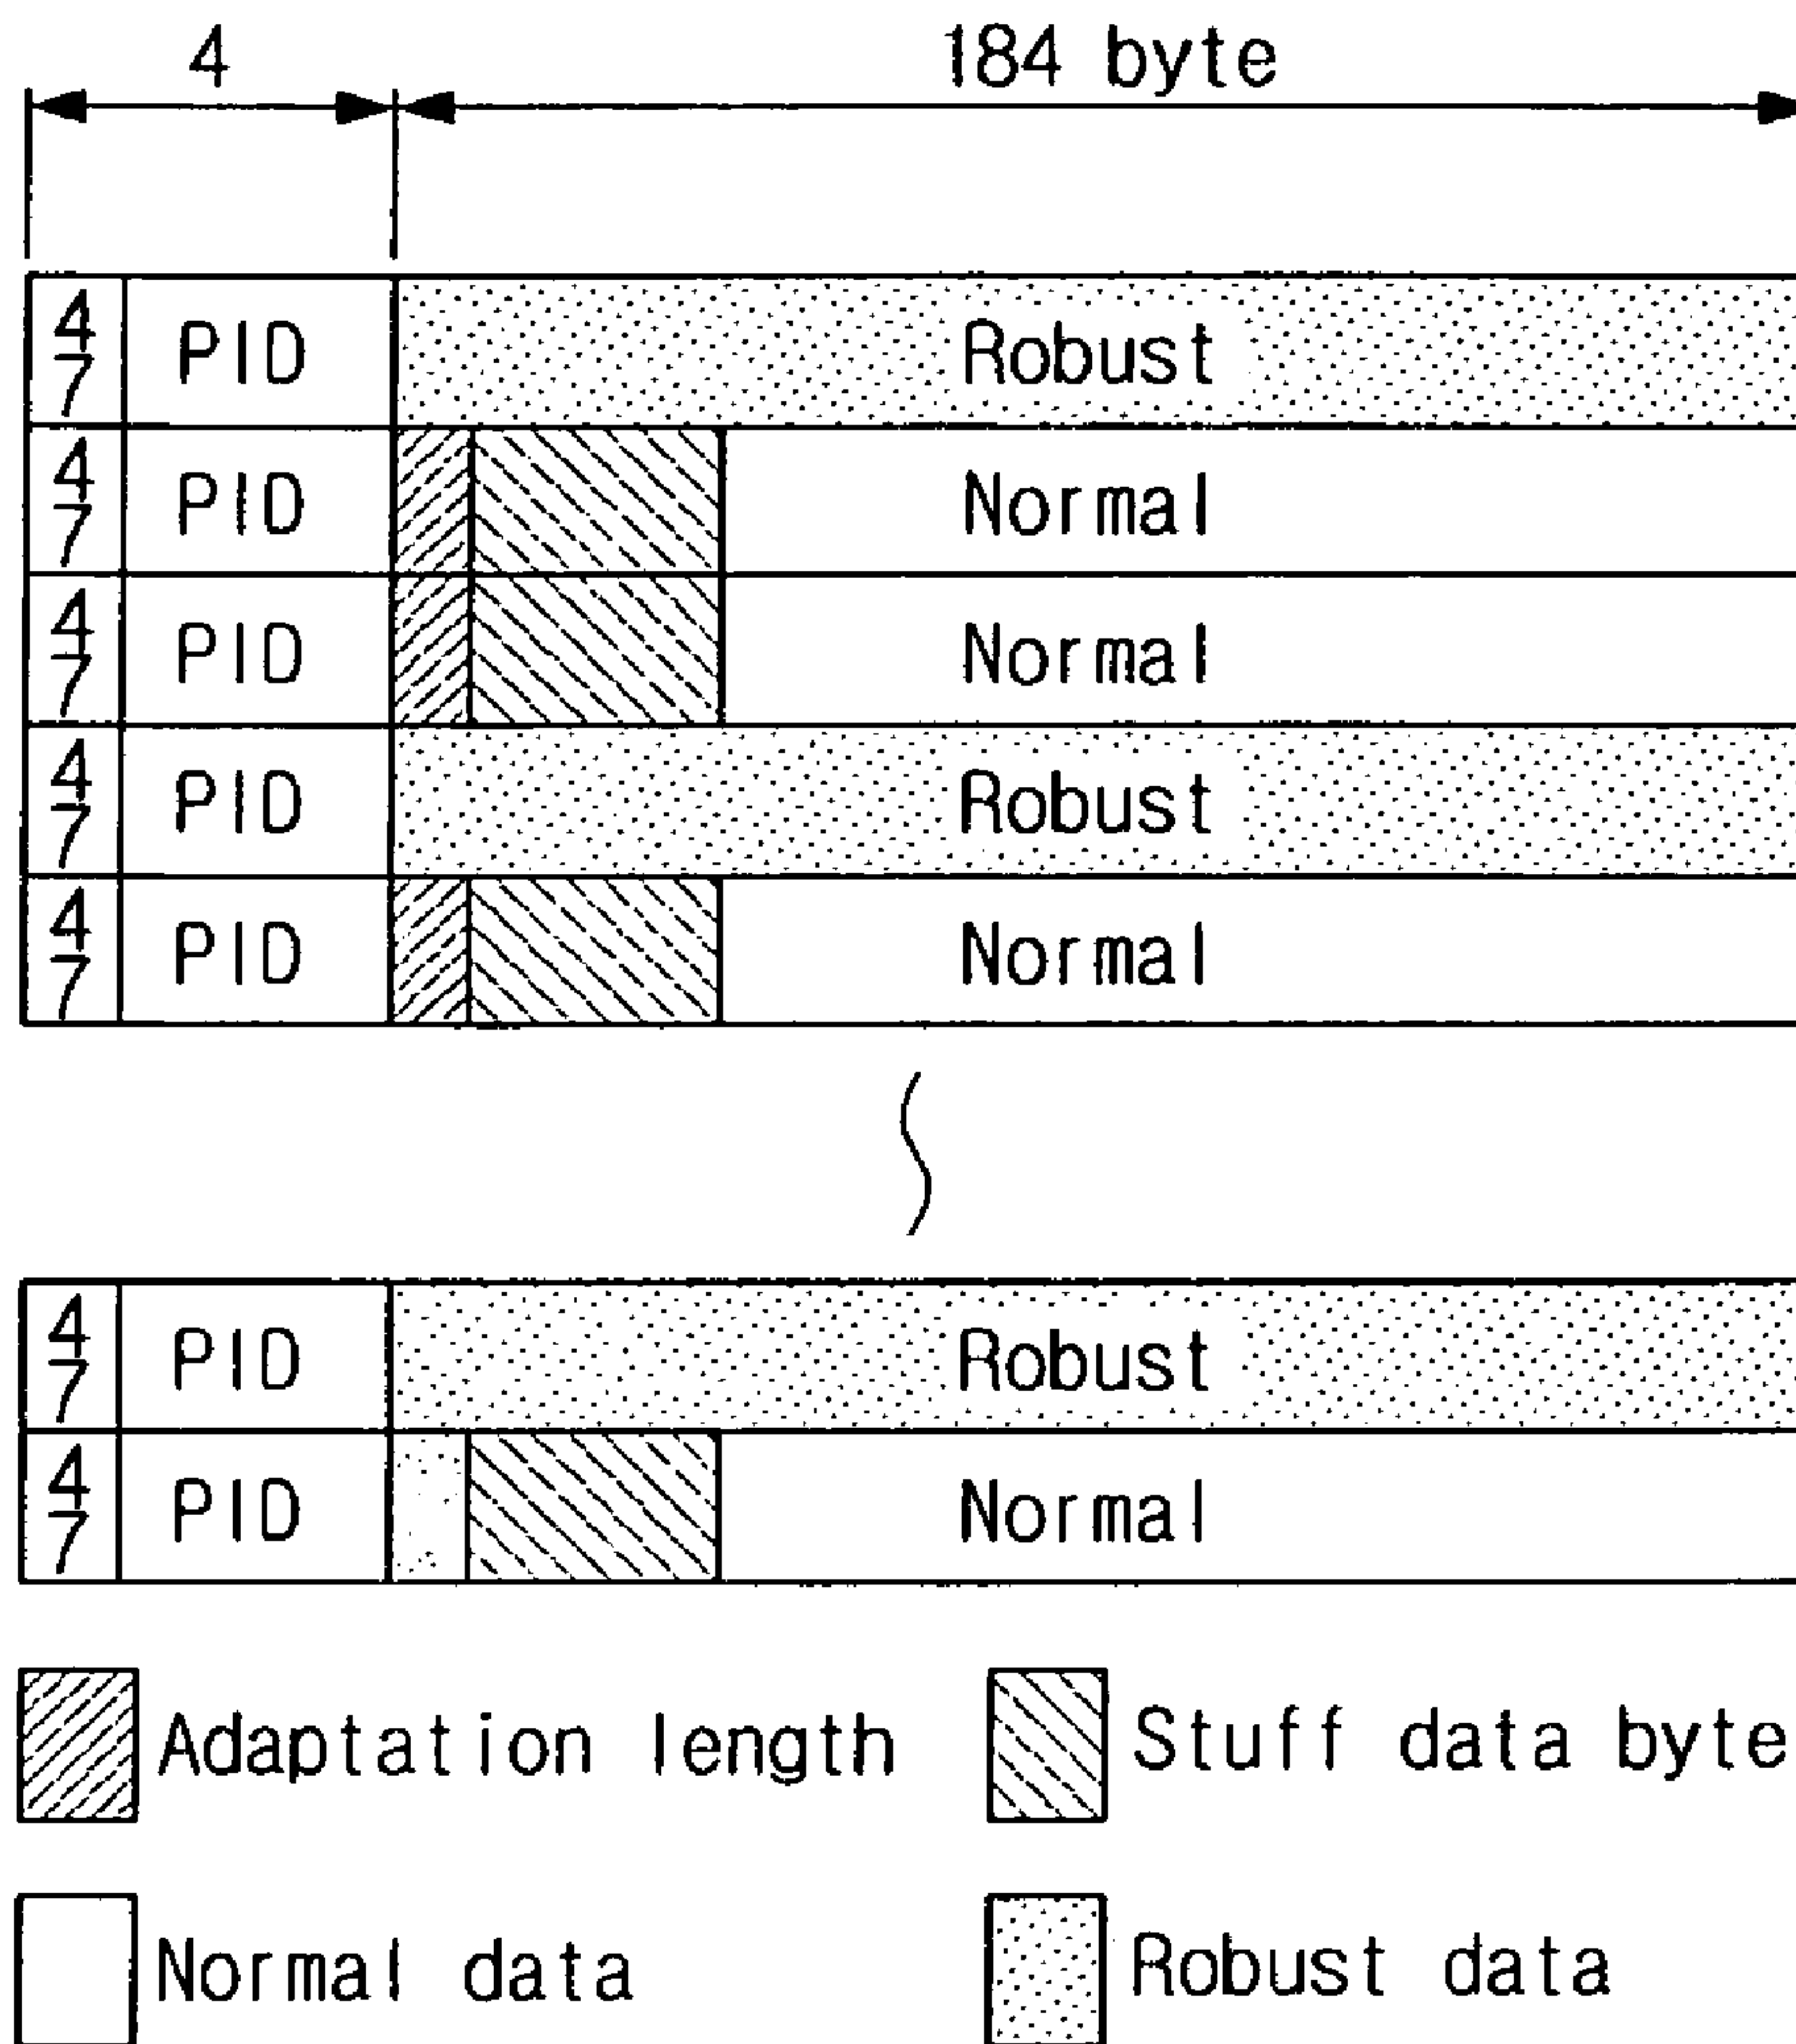 4 184 byte
47 PID Robust
47 PID Normal
47 PID Normal
47 PID Robust
47 PID Normal
47 PID Robust
47 PID Normal
Adaptation length Stuff data byte
Normal data Robust data